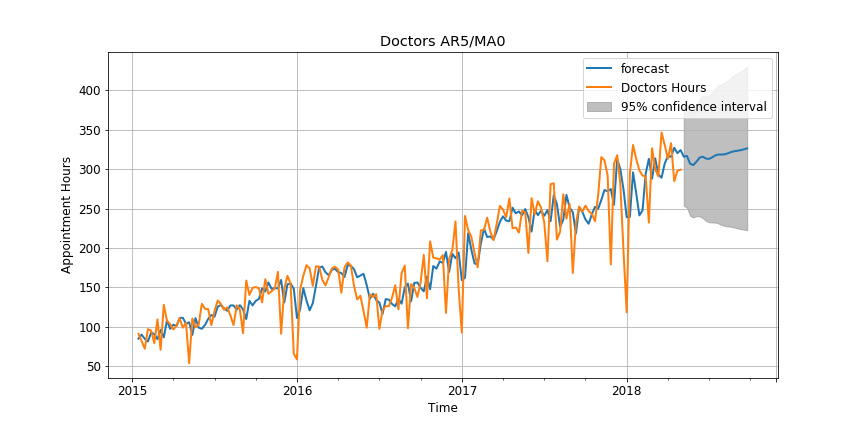 Doctors AR5/MA0
forecast
Doctors Hours
95% confidence interval
400
350
300
250
200
150
100
50
Appointment Hours
2015
2016
2017
2018
Time